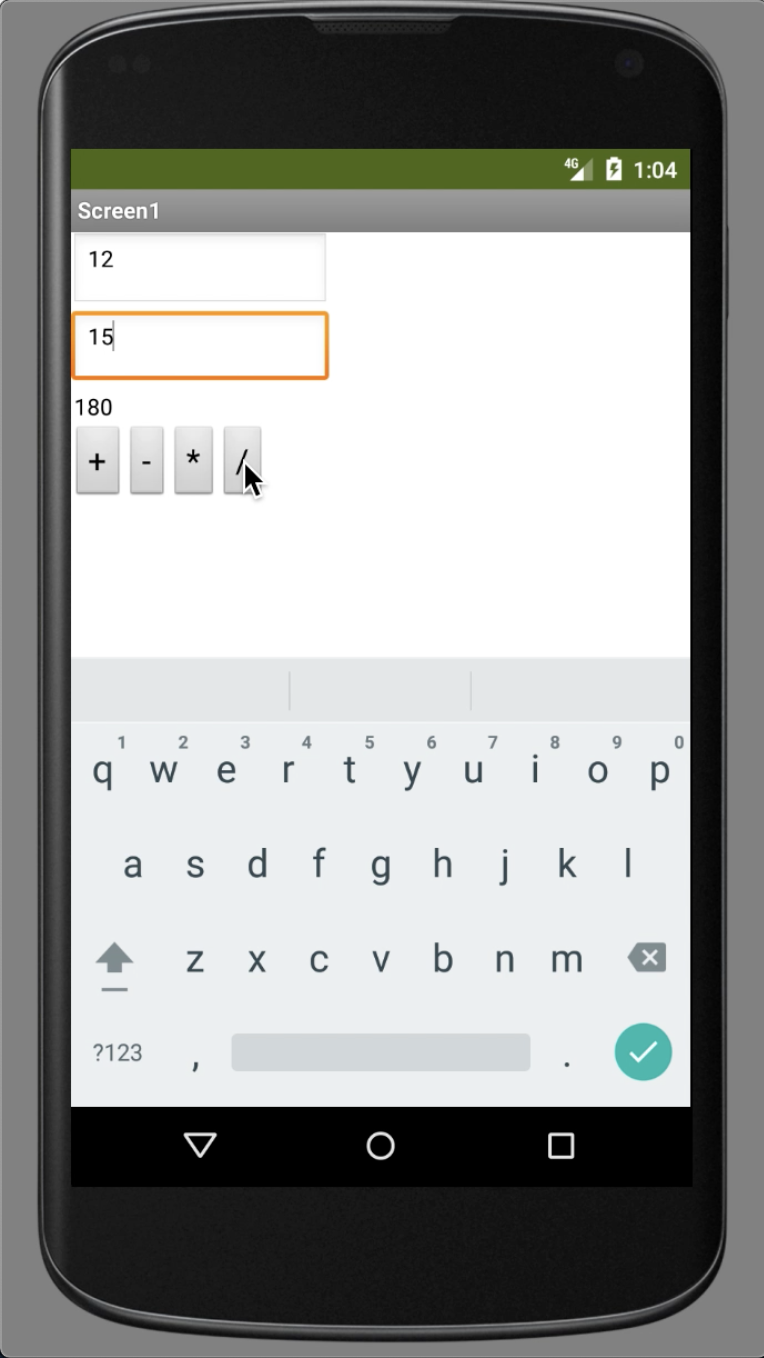 4G 1:04
Screen1
12
15
180
+ - * /
1 2 3 4 5 6 7 8 9 0
q w e r t y u i o p
a s d f g h j k l
z x c v b n m
?123 , .